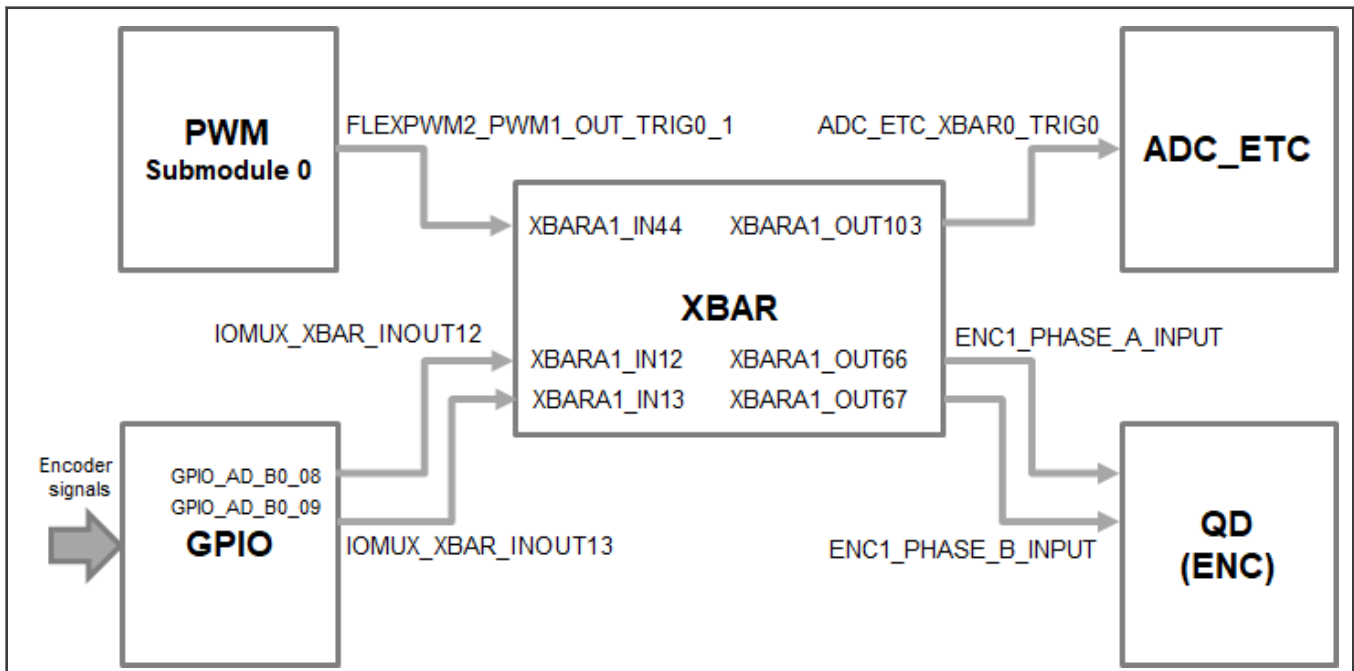 PWM
Submodule 0
FLEXPWM2_PWM1_OUT_TRIG0_1
ADC_ETC_XBAR0_TRIG0
ADC_ETC
XBARA1_IN44
XBARA1_OUT103
XBAR
IOMUX_XBAR_INOUT12
ENC1_PHASE_A_INPUT
XBARA1_IN12
XBARA1_OUT66
XBARA1_IN13
XBARA1_OUT67
Encoder
signals
GPIO_AD_B0_08
GPIO_AD_B0_09
GPIO
IOMUX_XBAR_INOUT13
ENC1_PHASE_B_INPUT
QD
(ENC)